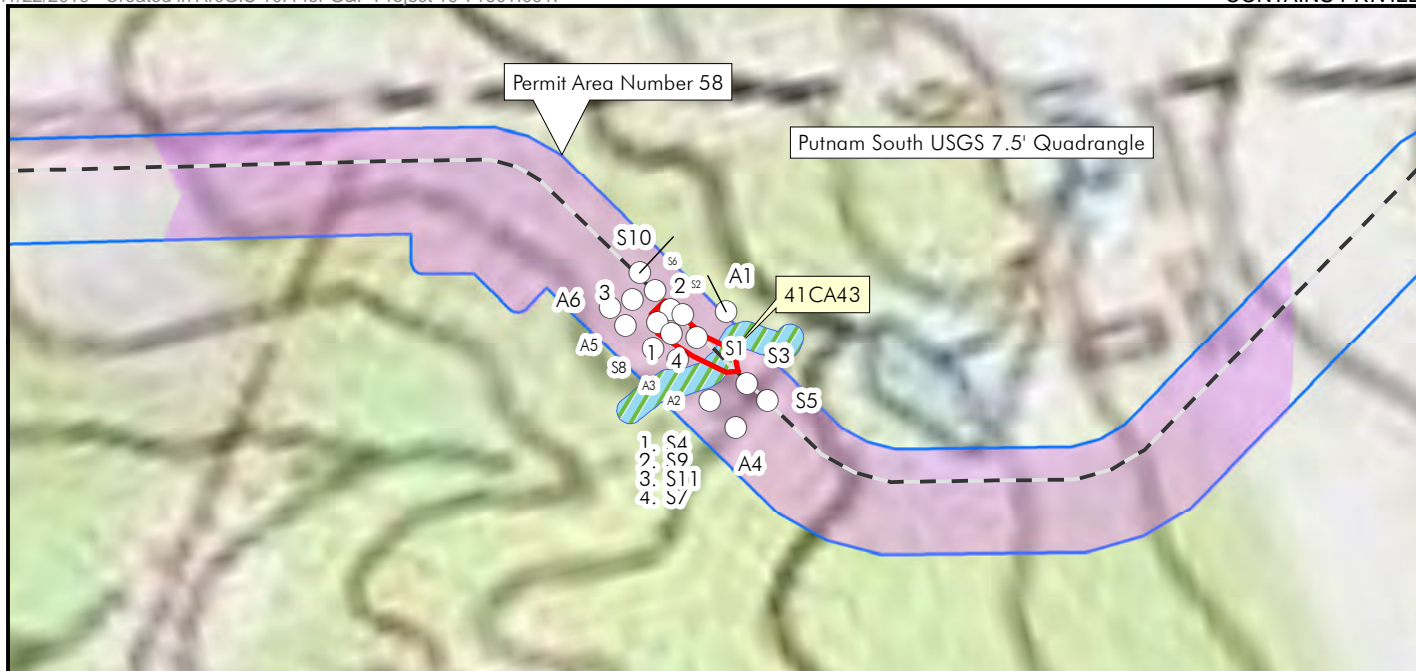 Permit Area Number 58
Putnam South USGS 7.5' Quadrangle
S10
S6
S2
A1
A6
3
2
41CA43
A5
1
4
S1
S3
S8
A3
A2
S5
1. S4
2. S9
3. S11
4. S7
A4